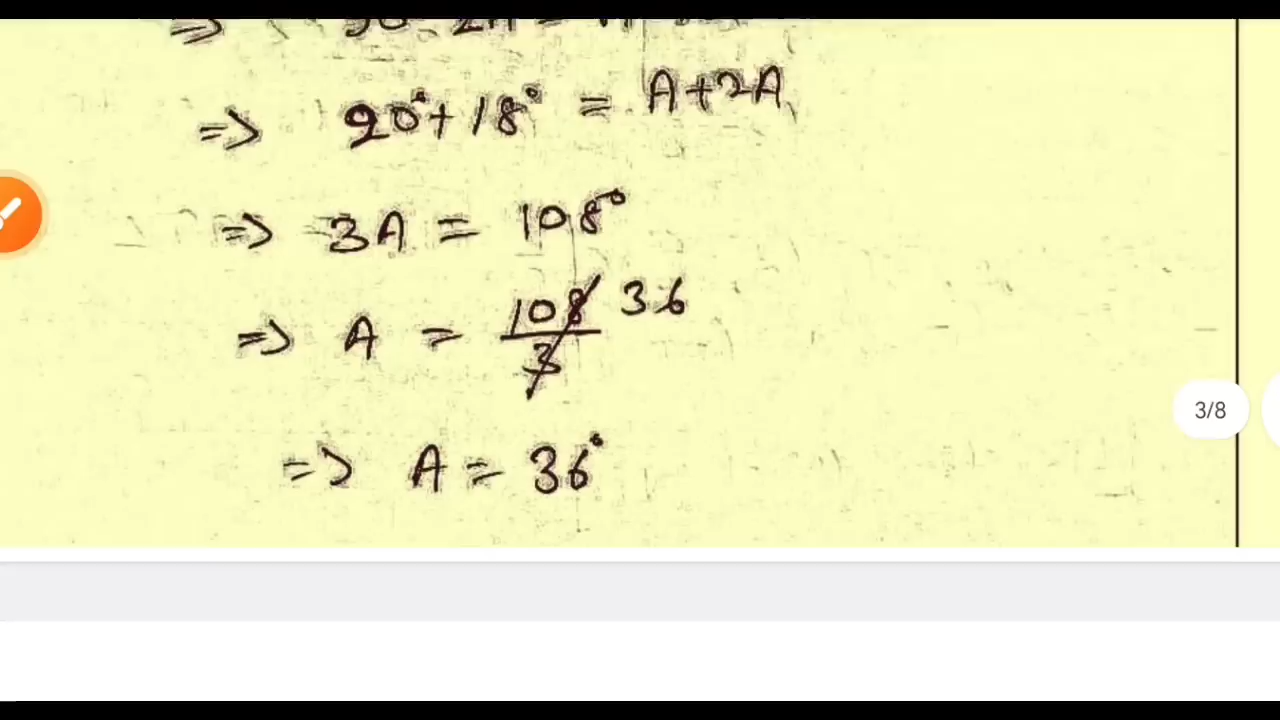 => 90°+18° = A+2A
=> 3A = 108°
=> A = 108/3 36
=> A = 36°
3/8